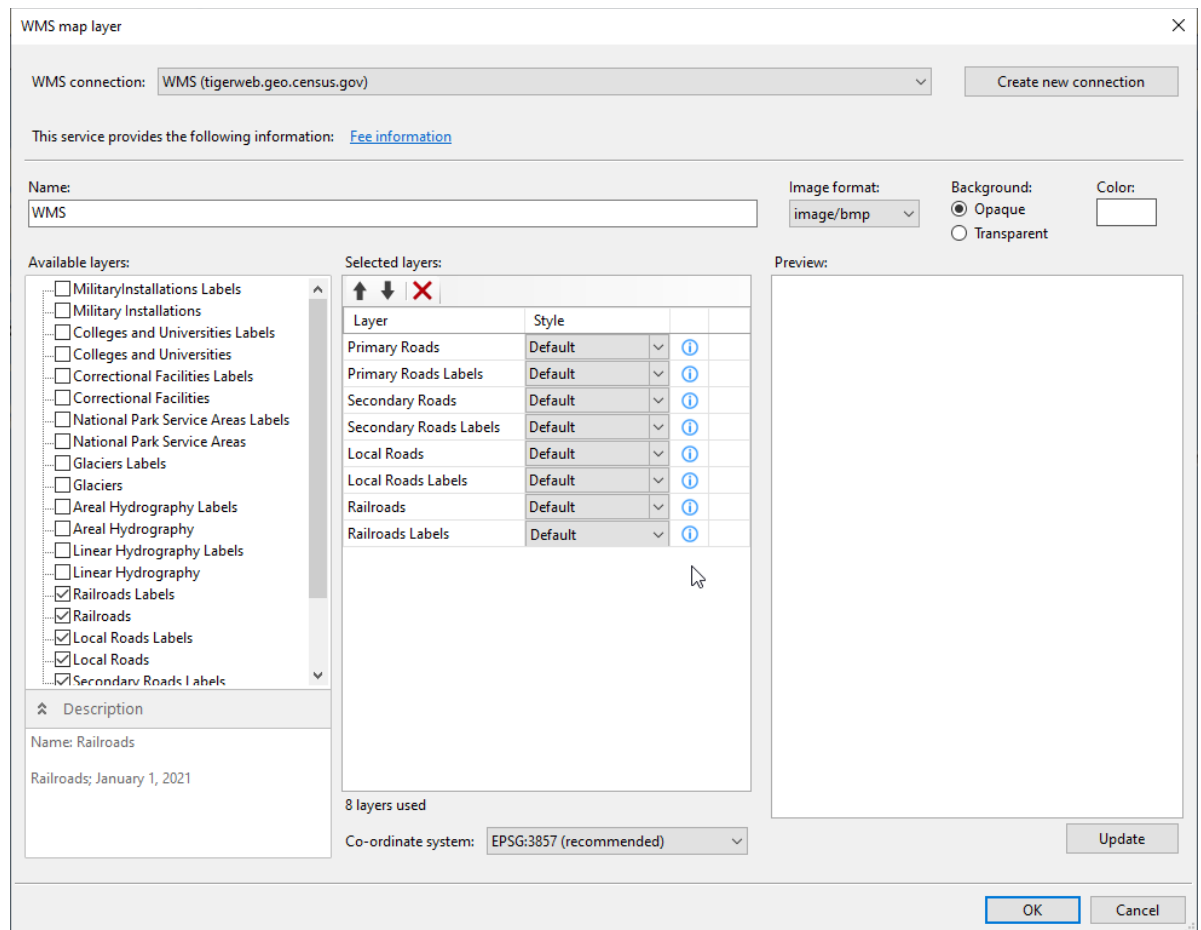 WMS map layer
WMS connection: WMS (tigerweb.geo.census.gov) Create new connection
This service provides the following information: Fee information
Name: Image format: Background: Color:
WMS image/bmp Opaque
Transparent
Available layers:
MilitaryInstallations Labels
Military Installations
Colleges and Universities Labels
Colleges and Universities
Correctional Facilities Labels
Correctional Facilities
National Park Service Areas Labels
National Park Service Areas
Glaciers Labels
Glaciers
Areal Hydrography Labels
Areal Hydrography
Linear Hydrography Labels
Linear Hydrography
Railroads Labels
Railroads
Local Roads Labels
Local Roads
Secondary Roads Labels
Description
Name: Railroads
Railroads; January 1, 2021
Selected layers:
Layer Style
Primary Roads Default
Primary Roads Labels Default
Secondary Roads Default
Secondary Roads Labels Default
Local Roads Default
Local Roads Labels Default
Railroads Default
Railroads Labels Default
8 layers used
Co-ordinate system: EPSG:3857 (recommended)
Preview:
Update
OK Cancel